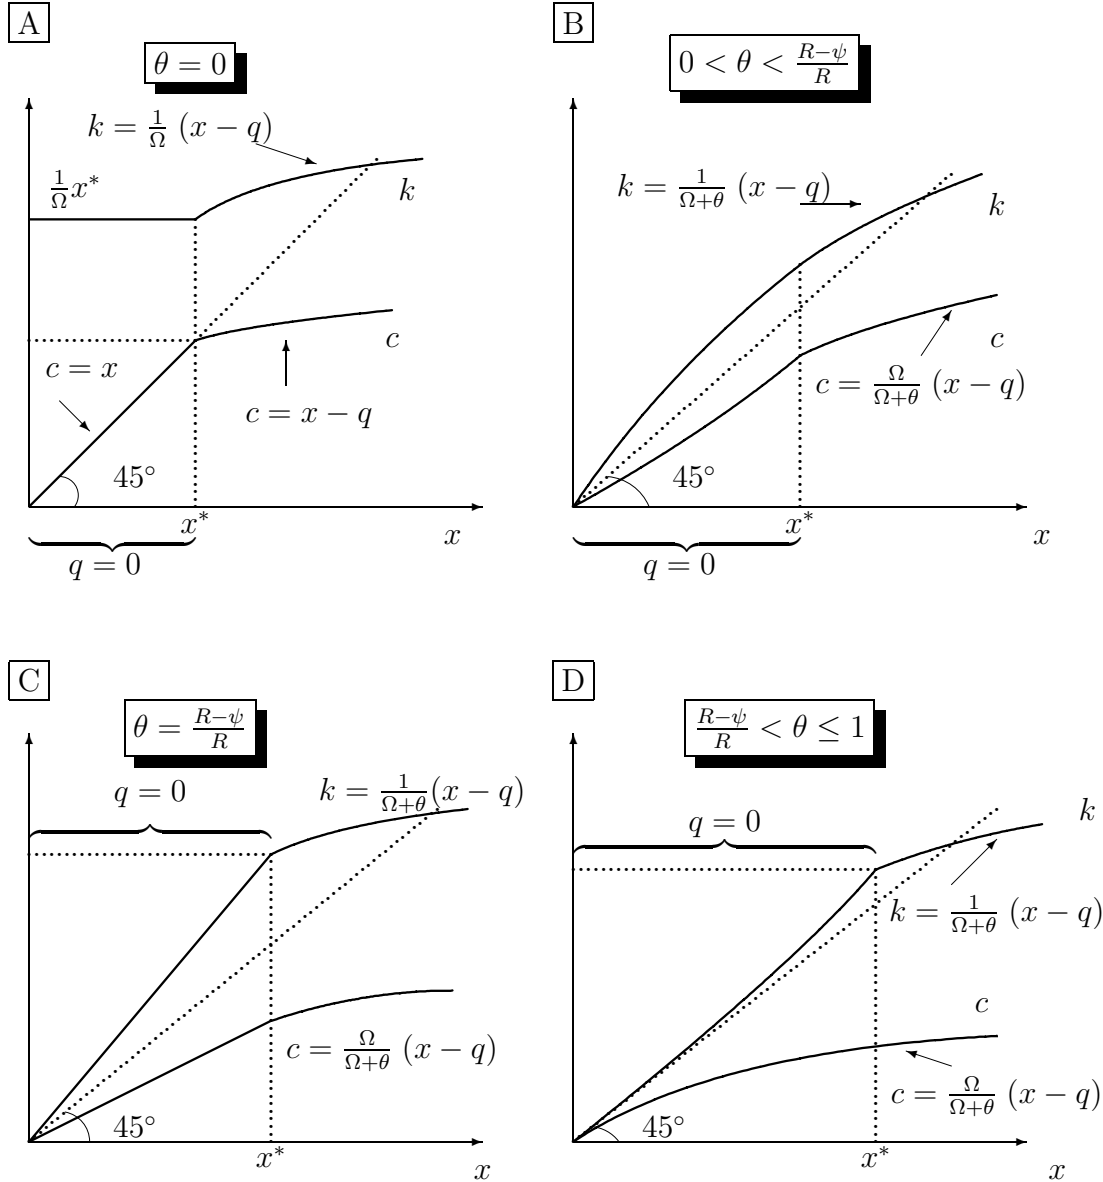 A
θ = 0
k = 1/Ω (x − q)
1/Ω x*
k
c
c = x
c = x − q
45°
x*
x
q = 0
B
0 < θ < R−ψ/R
k = 1/Ω+θ (x − q)
k
c
c = Ω/Ω+θ (x − q)
45°
x*
x
q = 0
C
θ = R−ψ/R
q = 0
k = 1/Ω+θ (x − q)
c = Ω/Ω+θ (x − q)
45°
x*
x
D
R−ψ/R < θ ≤ 1
q = 0
k
k = 1/Ω+θ (x − q)
c
c = Ω/Ω+θ (x − q)
45°
x*
x